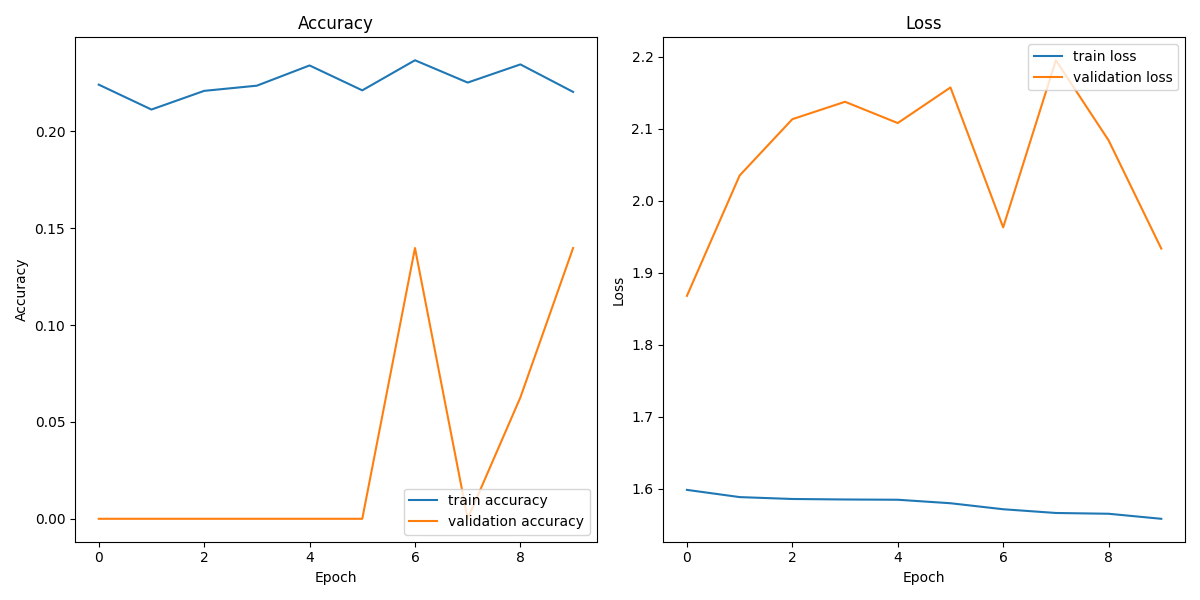 Accuracy
Accuracy
0.20
0.15
0.10
0.05
0.00
0 2 4 6 8
Epoch
train accuracy
validation accuracy
Loss
Loss
2.2
2.1
2.0
1.9
1.8
1.7
1.6
0 2 4 6 8
Epoch
train loss
validation loss